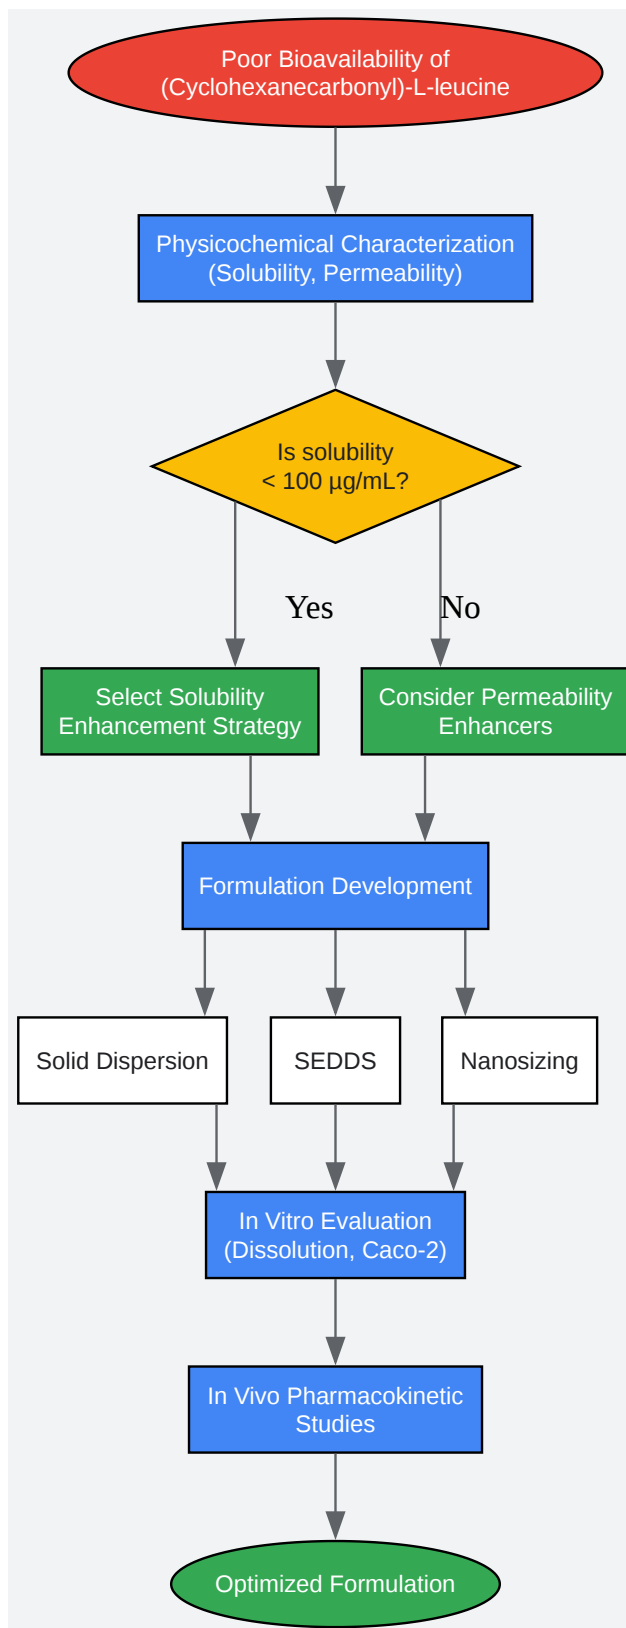 Poor Bioavailability of
(Cyclohexanecarbonyl)-L-leucine
Physicochemical Characterization
(Solubility, Permeability)
Is solubility
< 100 µg/mL?
Yes
No
Select Solubility
Enhancement Strategy
Consider Permeability
Enhancers
Formulation Development
Solid Dispersion
SEDDS
Nanosizing
In Vitro Evaluation
(Dissolution, Caco-2)
In Vivo Pharmacokinetic
Studies
Optimized Formulation